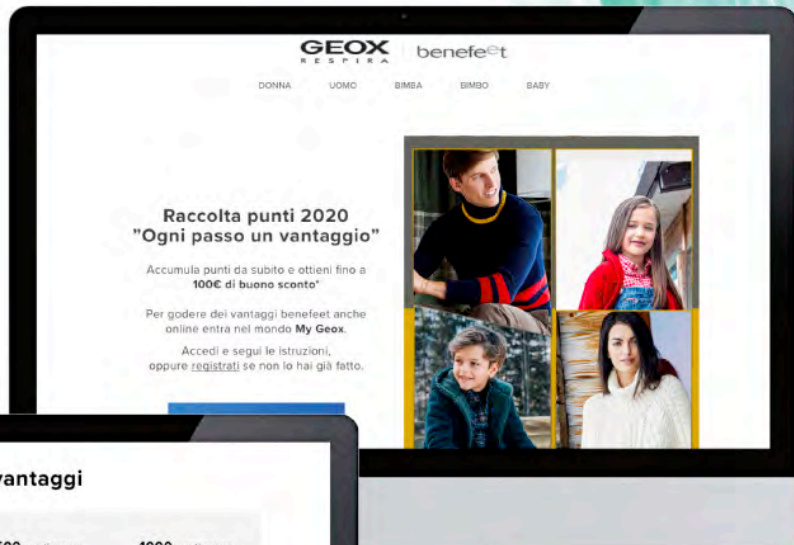 GEOX
RESPIRA
benefeet
DONNA UOMO BIMBA BIMBO BABY
Raccolta punti 2020
"Ogni passo un vantaggio"
Accumula punti da subito e ottieni fino a
100€ di buono sconto*
Per godere dei vantaggi benefeet anche
online entra nel mondo My Geox.
Accedi e segui le istruzioni,
oppure registrati se non lo hai già fatto.
vantaggi